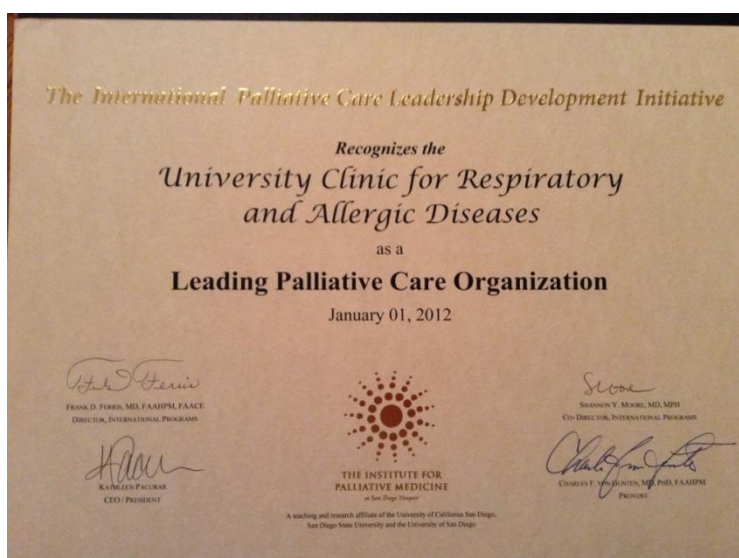 The International Palliative Care Leadership Development Initiative
Recognizes the
University Clinic for Respiratory
and Allergic Diseases
as a
Leading Palliative Care Organization
January 01, 2012
Frank D. Ferris
FRANK D. FERRIS, MD, FAAHPM, FAACE
DIRECTOR, INTERNATIONAL PROGRAMS
SHANNON Y. MOORE, MD, MPH
CO-DIRECTOR, INTERNATIONAL PROGRAMS
KATHLEEN PACURAR
CEO / PRESIDENT
THE INSTITUTE FOR
PALLIATIVE MEDICINE
at San Diego Hospice
CHARLES F. VON GUNTEN, MD, PHD, FAAHPM
PROVOST
A teaching and research affiliate of the University of California San Diego,
San Diego State University and the University of San Diego